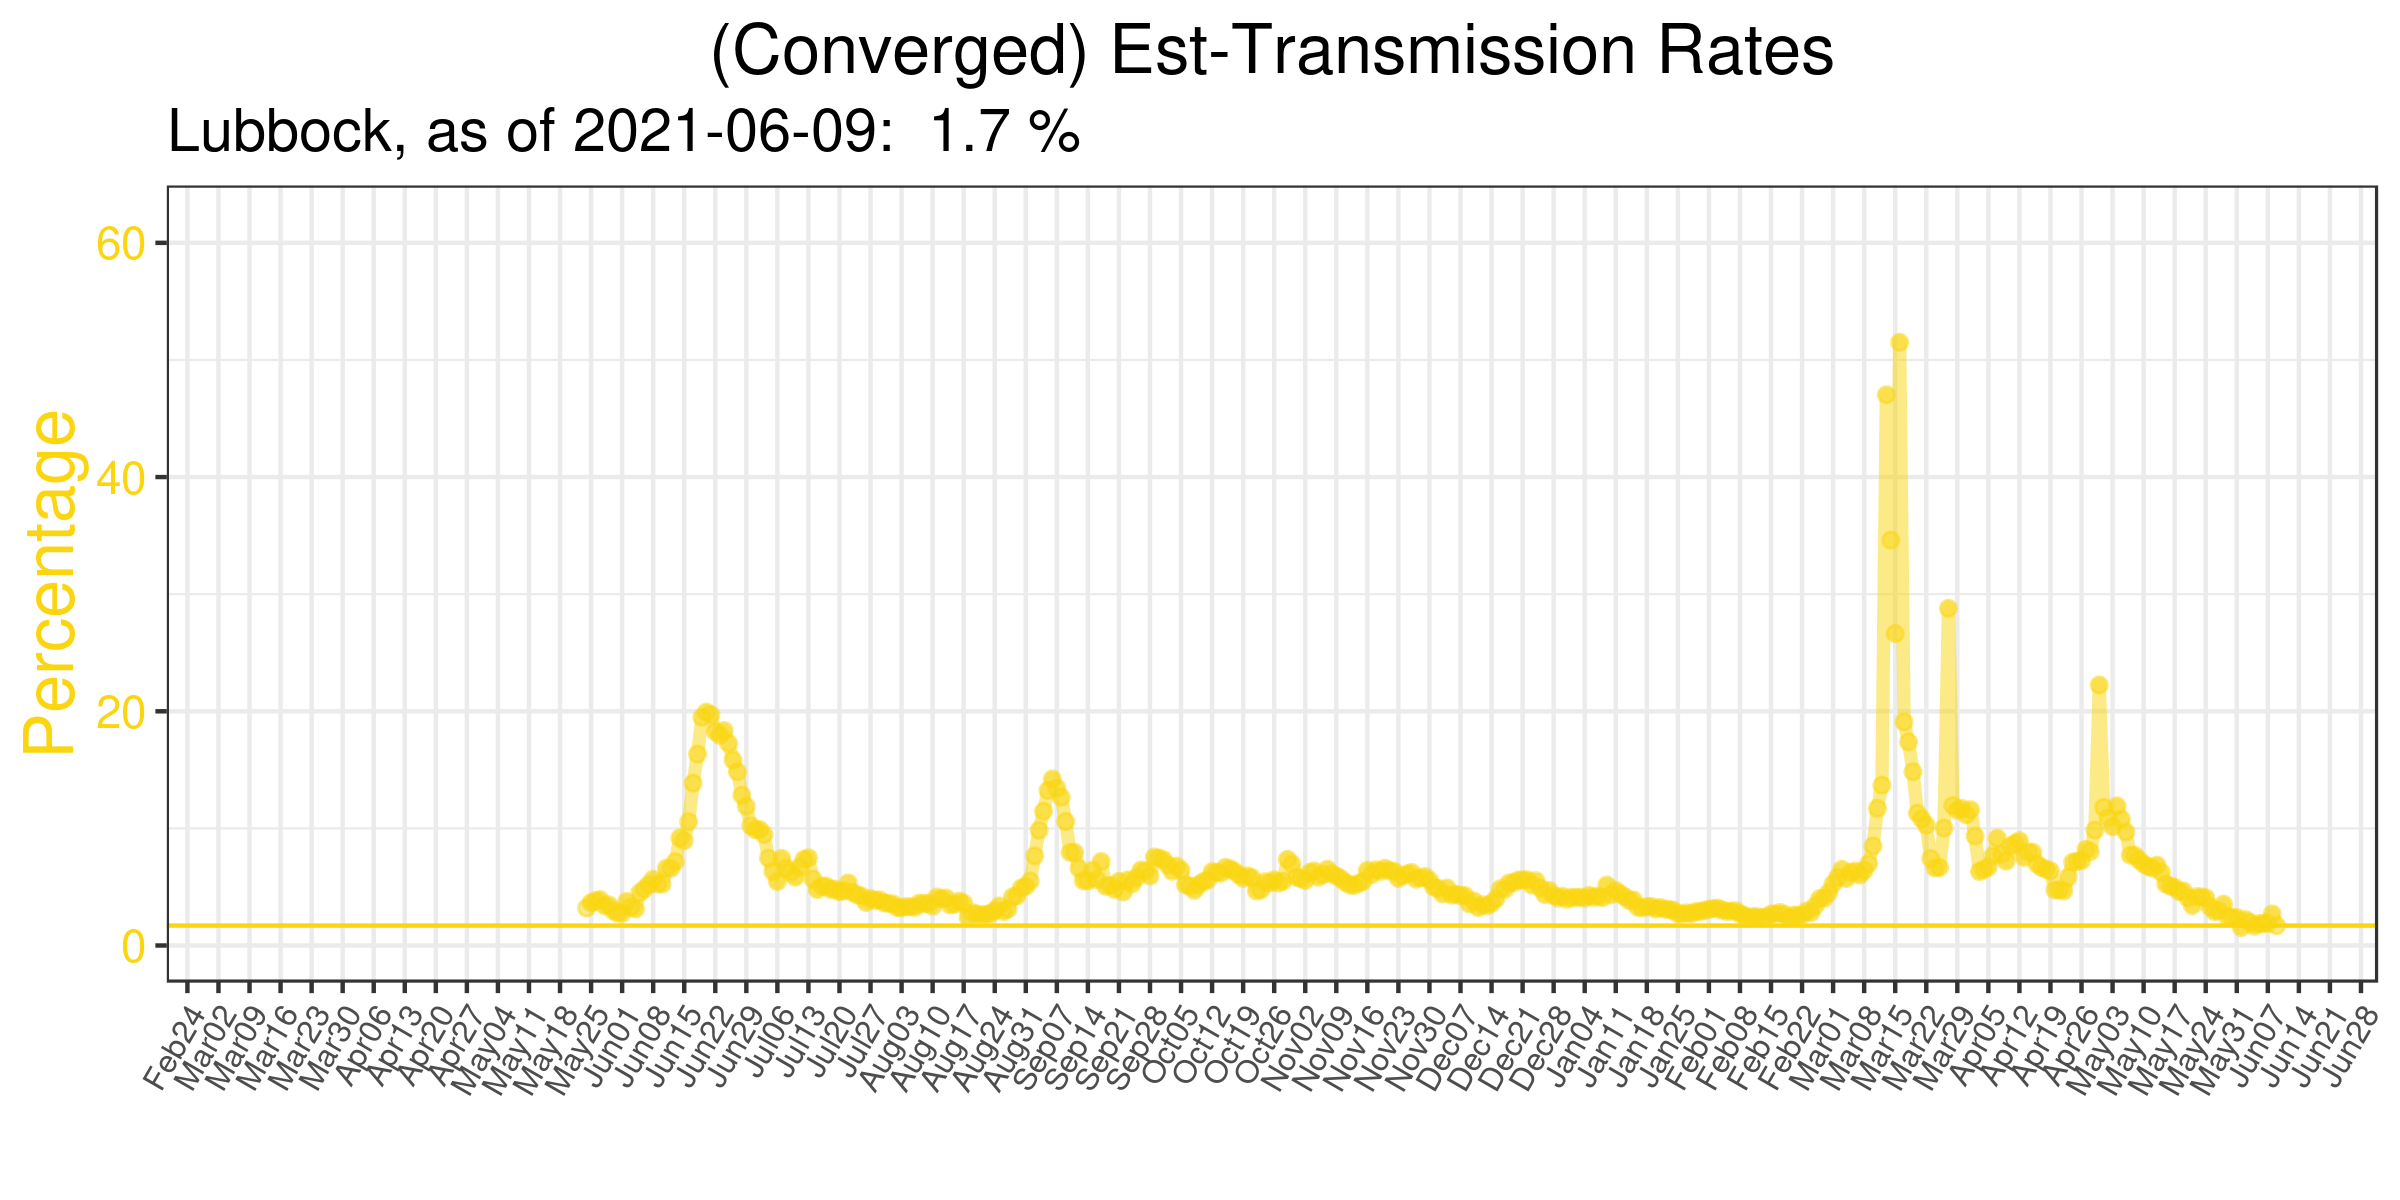 (Converged) Est-Transmission Rates
Lubbock, as of 2021-06-09:  1.7 %
Percentage
60
40
20
0
Feb24
Mar02
Mar09
Mar16
Mar23
Mar30
Apr06
Apr13
Apr20
Apr27
May04
May11
May18
May25
Jun01
Jun08
Jun15
Jun22
Jun29
Jul06
Jul13
Jul20
Jul27
Aug03
Aug10
Aug17
Aug24
Aug31
Sep07
Sep14
Sep21
Sep28
Oct05
Oct12
Oct19
Oct26
Nov02
Nov09
Nov16
Nov23
Nov30
Dec07
Dec14
Dec21
Dec28
Jan04
Jan11
Jan18
Jan25
Feb01
Feb08
Feb15
Feb22
Mar01
Mar08
Mar15
Mar22
Mar29
Apr05
Apr12
Apr19
Apr26
May03
May10
May17
May24
May31
Jun07
Jun14
Jun21
Jun28